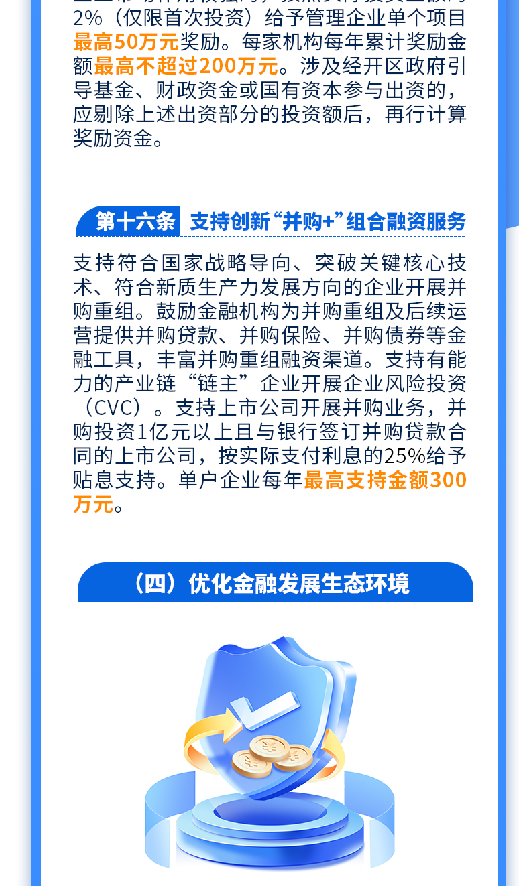 2%（仅限首次投资）给予管理企业单个项目
最高50万元奖励。每家机构每年累计奖励金
额最高不超过200万元。涉及经开区政府引
导基金、财政资金或国有资本参与出资的，
应剔除上述出资部分的投资额后，再行计算
奖励资金。
第十六条 支持创新“并购+”组合融资服务
支持符合国家战略导向、突破关键核心技
术、符合新质生产力发展方向的企业开展并
购重组。鼓励金融机构为并购重组及后续运
营提供并购贷款、并购保险、并购债券等金
融工具，丰富并购重组融资渠道。支持有能
力的产业链“链主”企业开展企业风险投资
（CVC）。支持上市公司开展并购业务，并
购投资1亿元以上且与银行签订并购贷款合
同的上市公司，按实际支付利息的25%给予
贴息支持。单户企业每年最高支持金额300
万元。
（四）优化金融发展生态环境